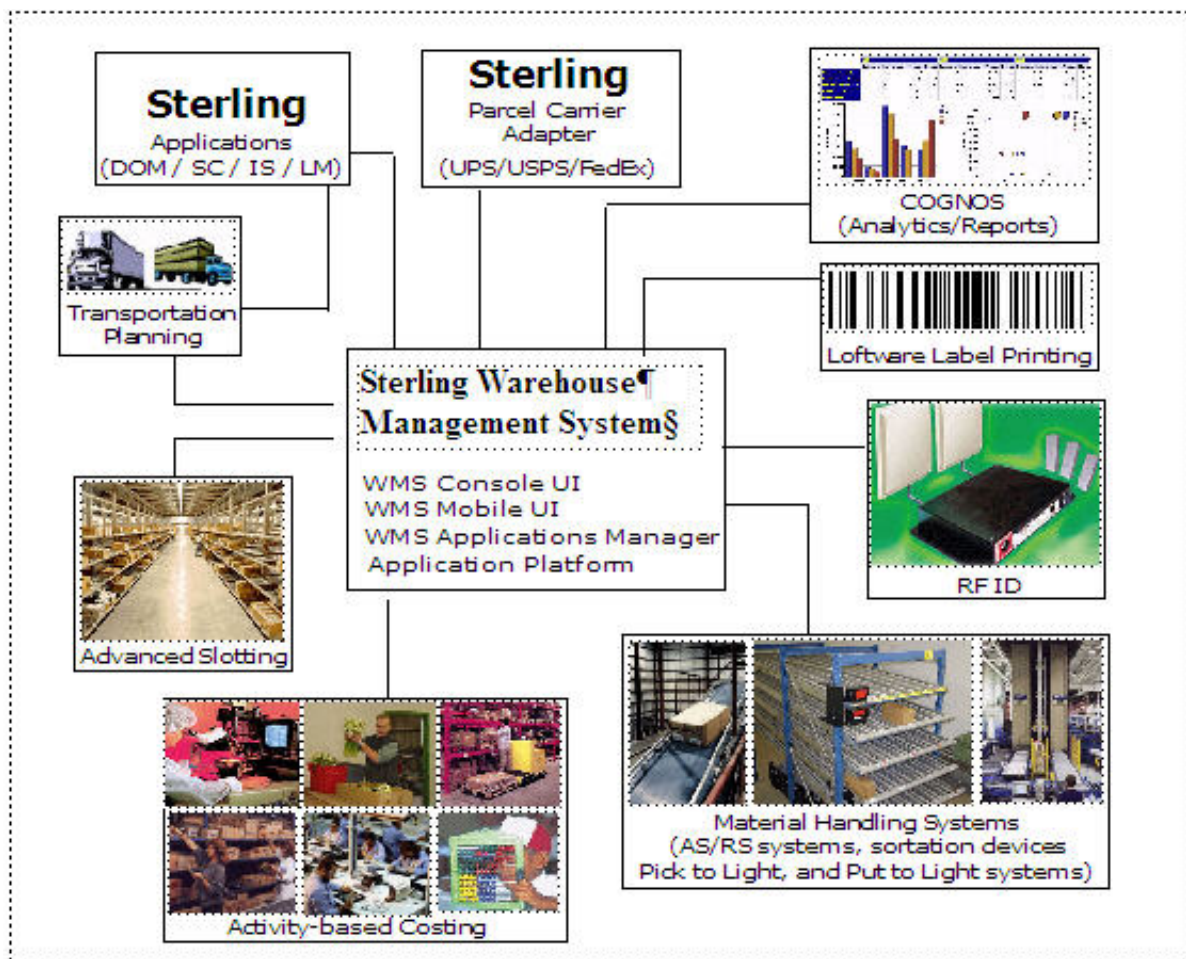 Sterling
Applications
(DOM / SC / IS / LM)
Sterling
Parcel Carrier
Adapter
(UPS/USPS/FedEx)
COGNOS
(Analytics/Reports)
Transportation
Planning
Loftware Label Printing
Sterling Warehouse¶
Management System§
WMS Console UI
WMS Mobile UI
WMS Applications Manager
Application Platform
RFID
Advanced Slotting
Material Handling Systems
(AS/RS systems, sortation devices
Pick to Light, and Put to Light systems)
Activity-based Costing